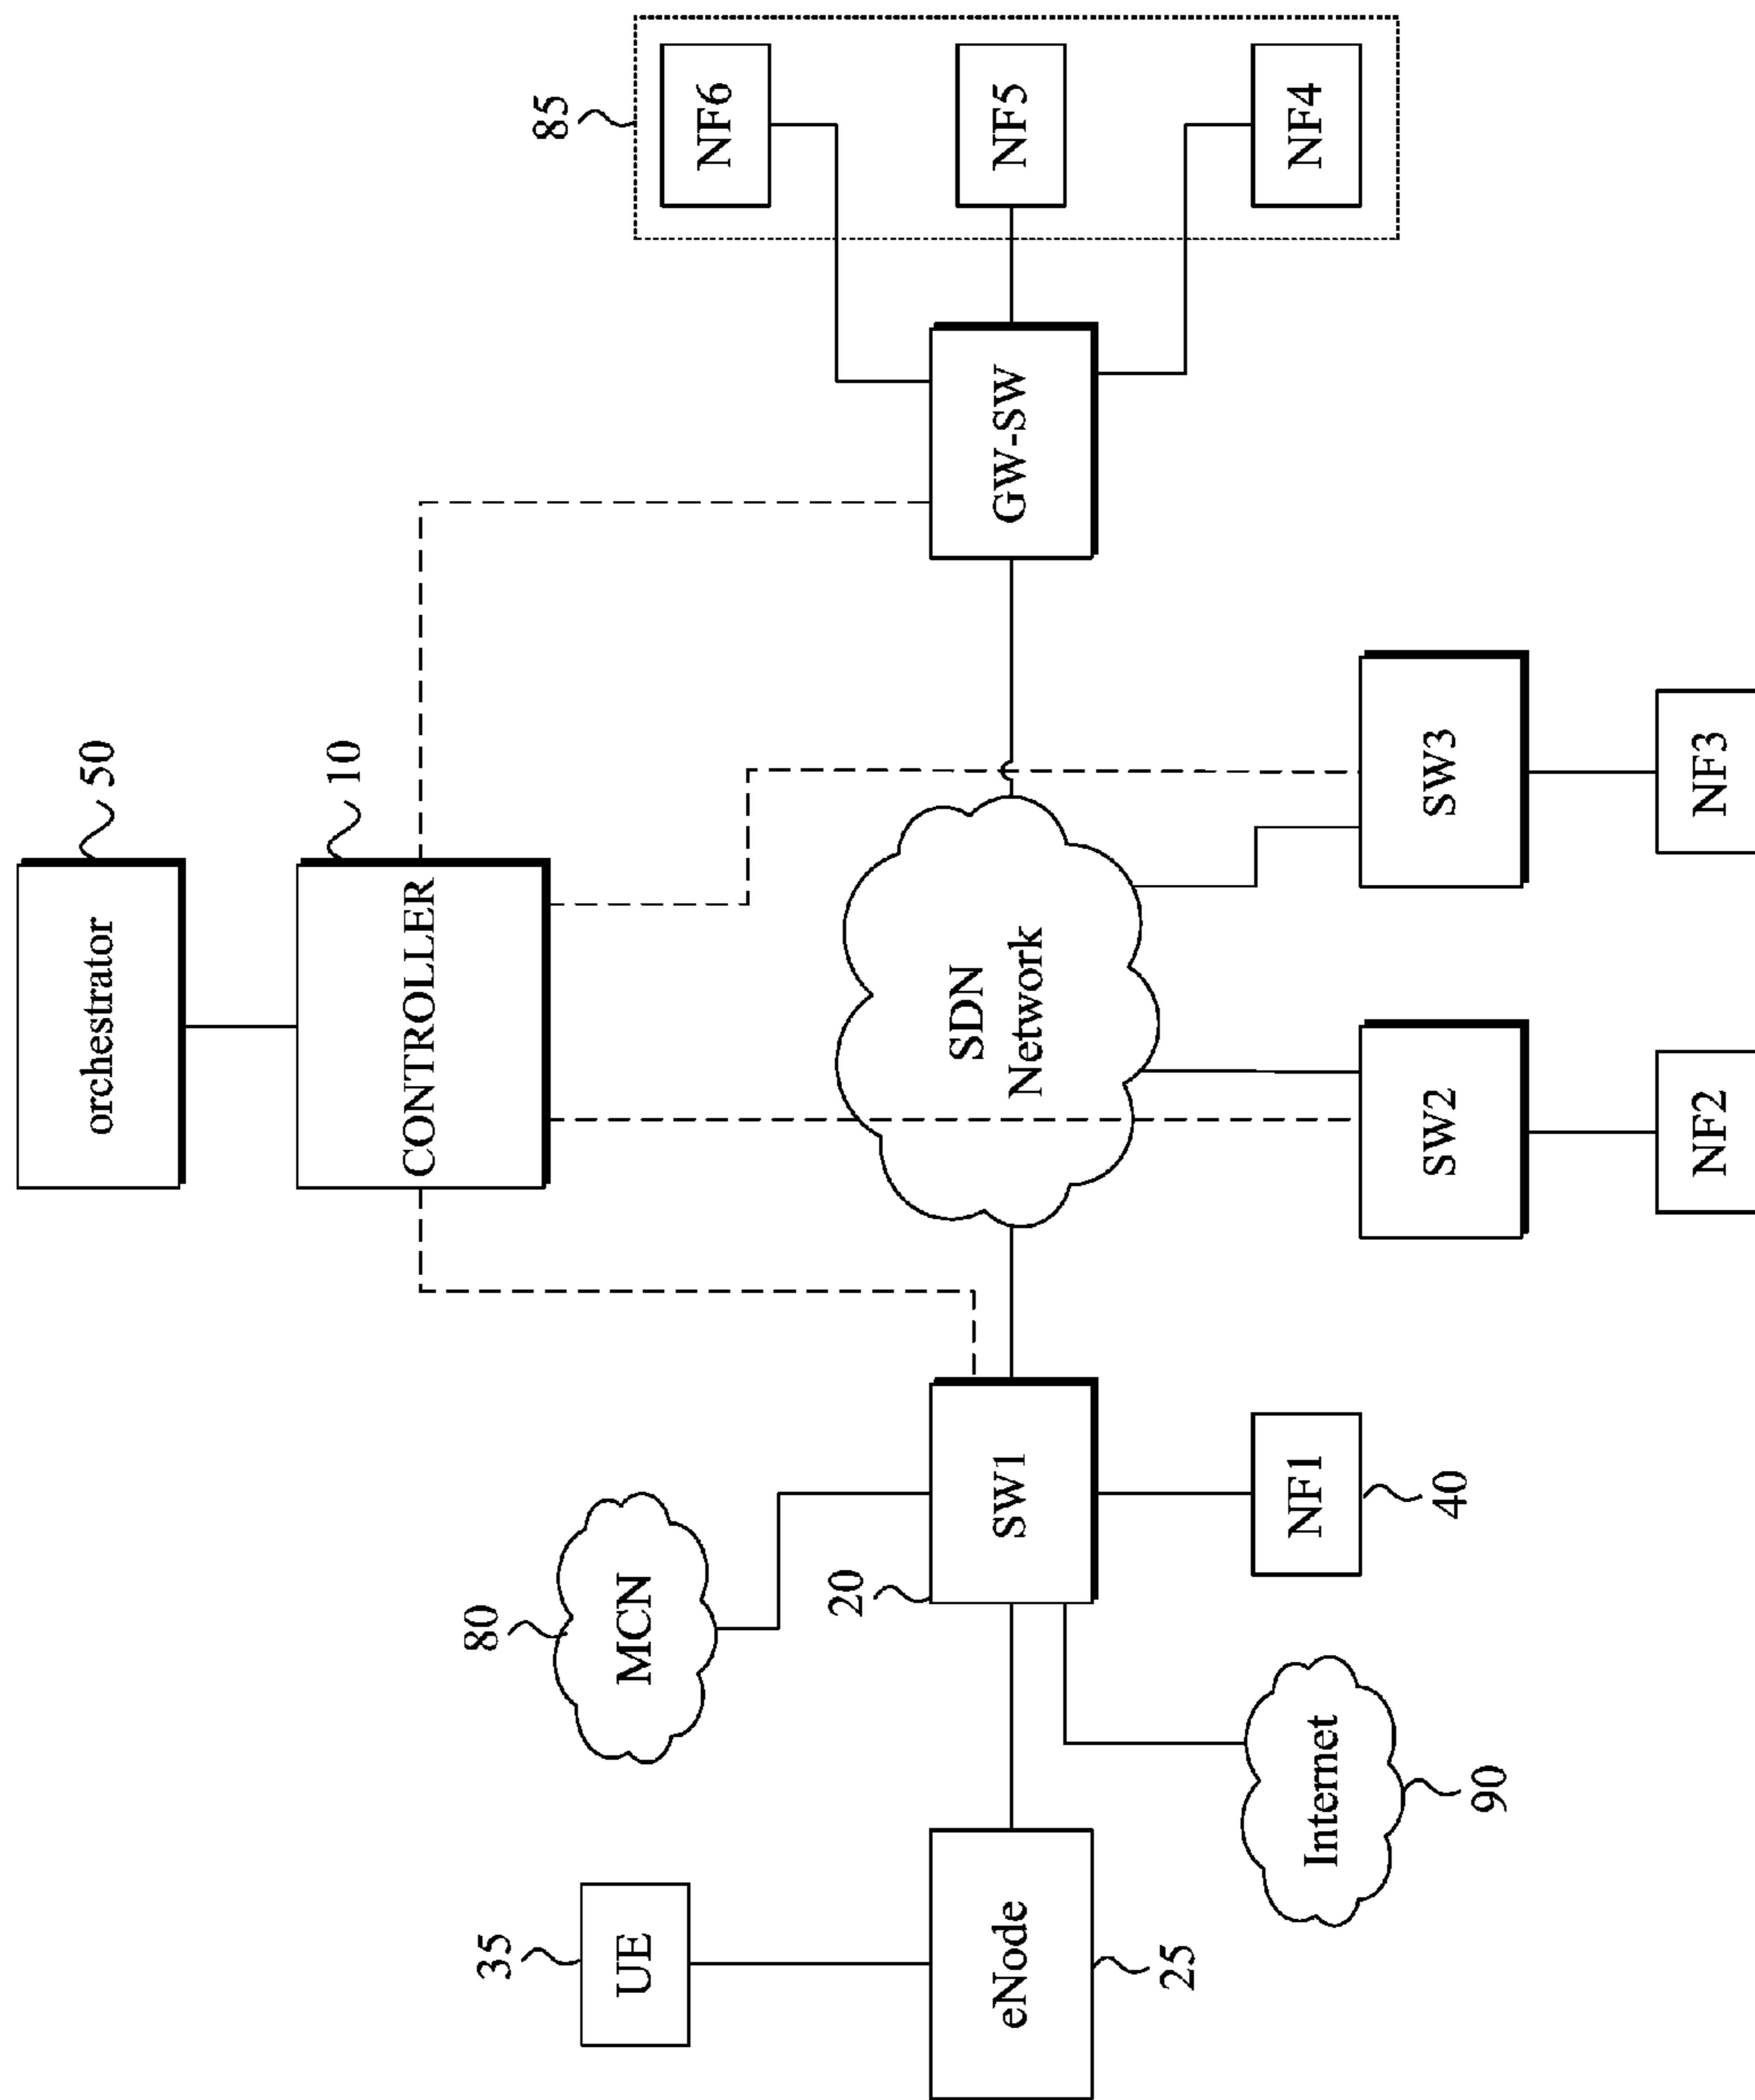 orchestrator
50
CONTROLLER
10
85
NF6
NF5
NF4
GW-SW
SDN
Network
80
MCN
20
SW1
35
UE
eNode
25
Internet
90
NF1
40
SW2
NF2
SW3
NF3